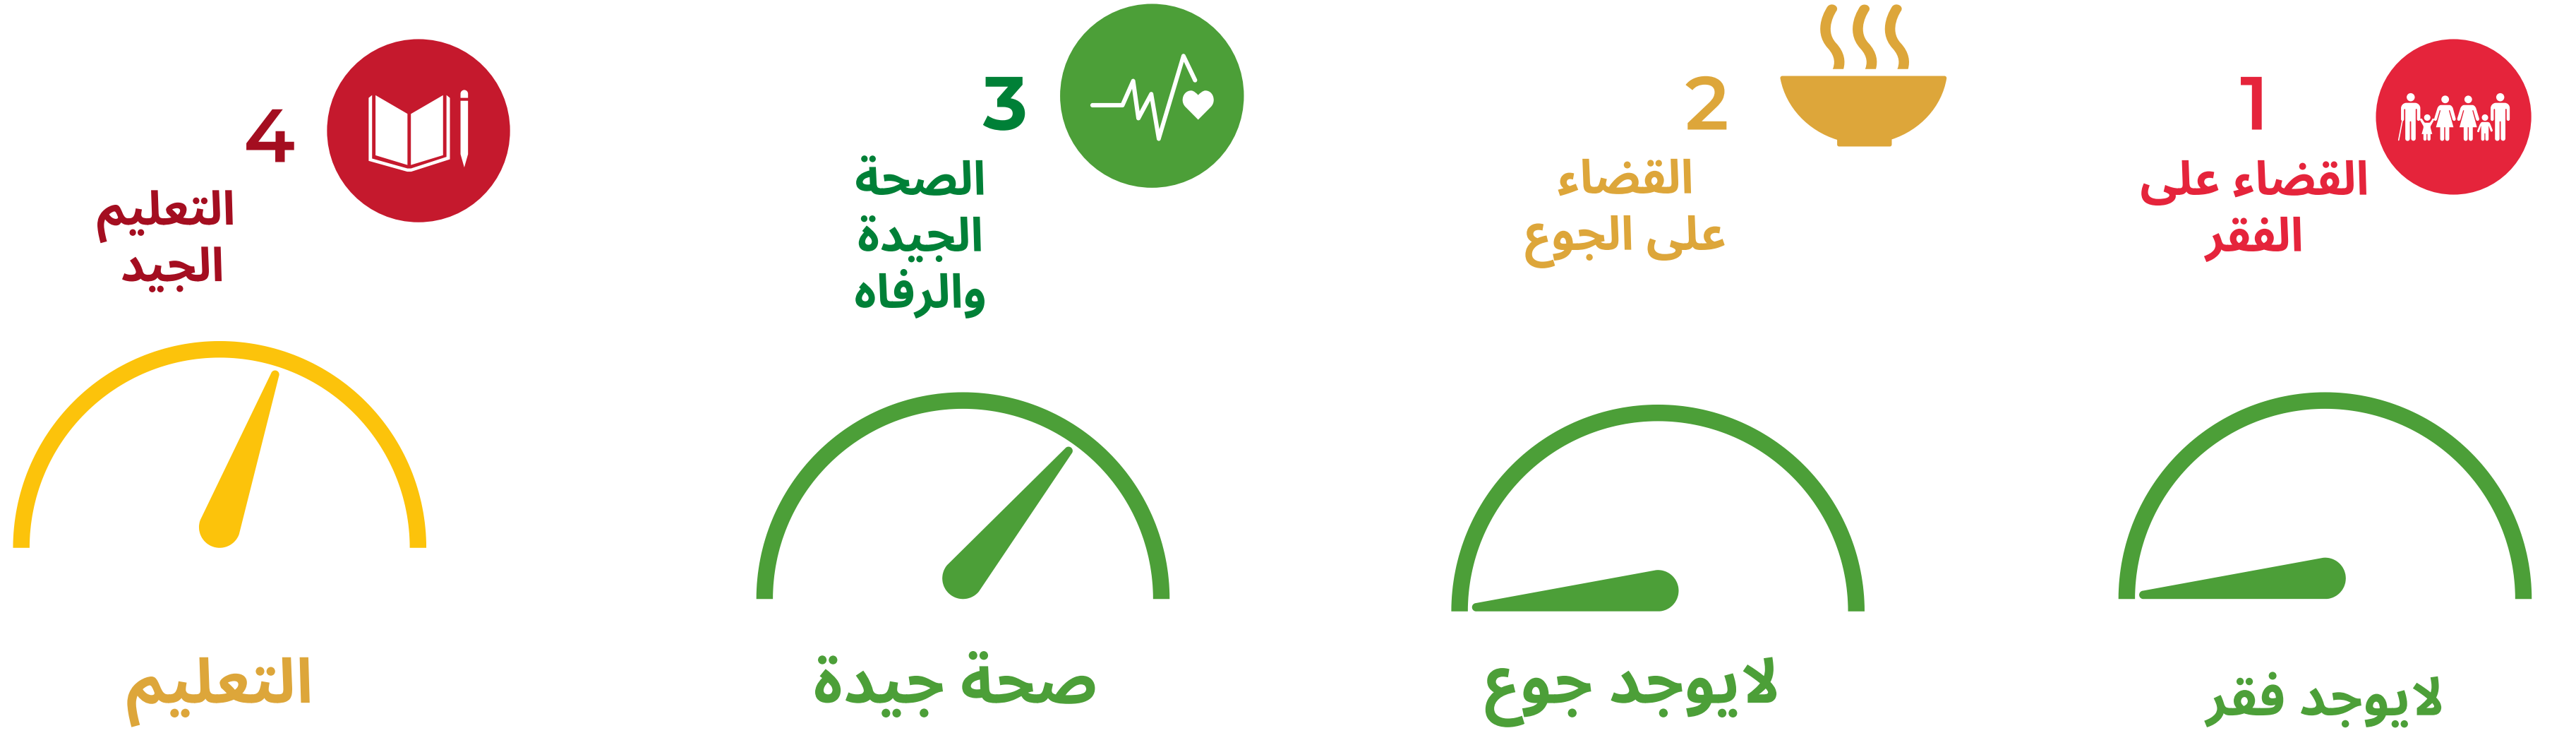 1
القضاء على
الفقر
لايوجد فقر
2
القضاء
على الجوع
لايوجد جوع
3
الصحة
الجيدة
والرفاه
صحة جيدة
4
التعليم
الجيد
التعليم